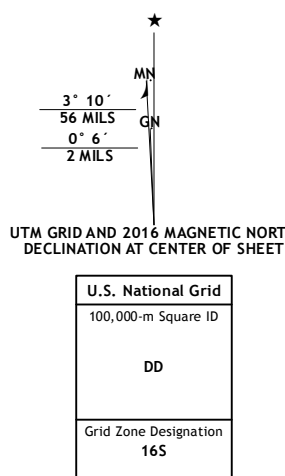 ★
MN
3° 10´
56 MILS
GN
0° 6´
2 MILS
UTM GRID AND 2016 MAGNETIC NORT
DECLINATION AT CENTER OF SHEET
U.S. National Grid
100,000-m Square ID
DD
Grid Zone Designation
16S